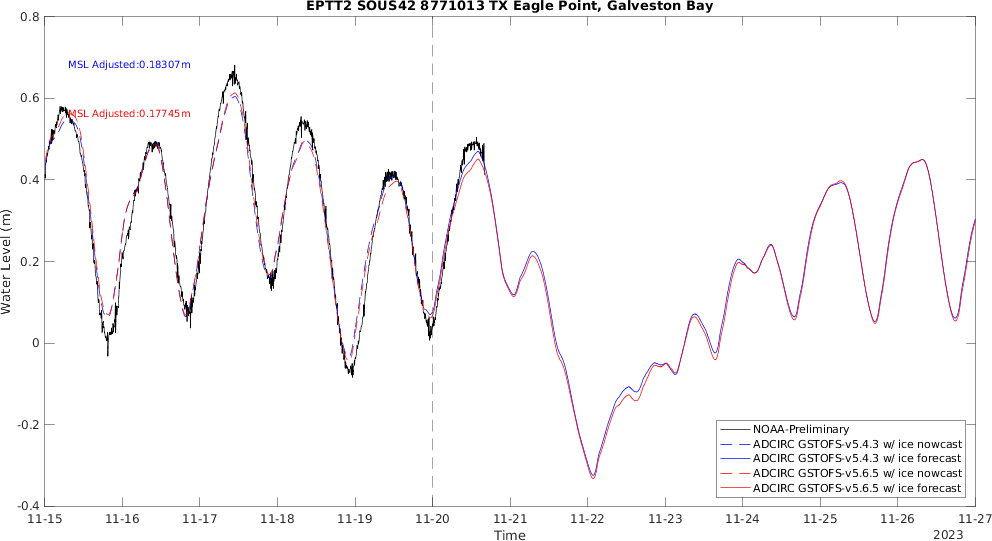 EPTT2 SOUS42 8771013 TX Eagle Point, Galveston Bay
0.8
MSL Adjusted:0.18307m
0.6
MSL Adjusted:0.17745m
0.4
Water Level (m)
0.2
0
-0.2
-0.4
NOAA-Preliminary
ADCIRC GSTOFS-v5.4.3 w/ ice nowcast
ADCIRC GSTOFS-v5.4.3 w/ ice forecast
ADCIRC GSTOFS-v5.6.5 w/ ice nowcast
ADCIRC GSTOFS-v5.6.5 w/ ice forecast
11-15 11-16 11-17 11-18 11-19 11-20 11-21 11-22 11-23 11-24 11-25 11-26 11-27
Time
2023